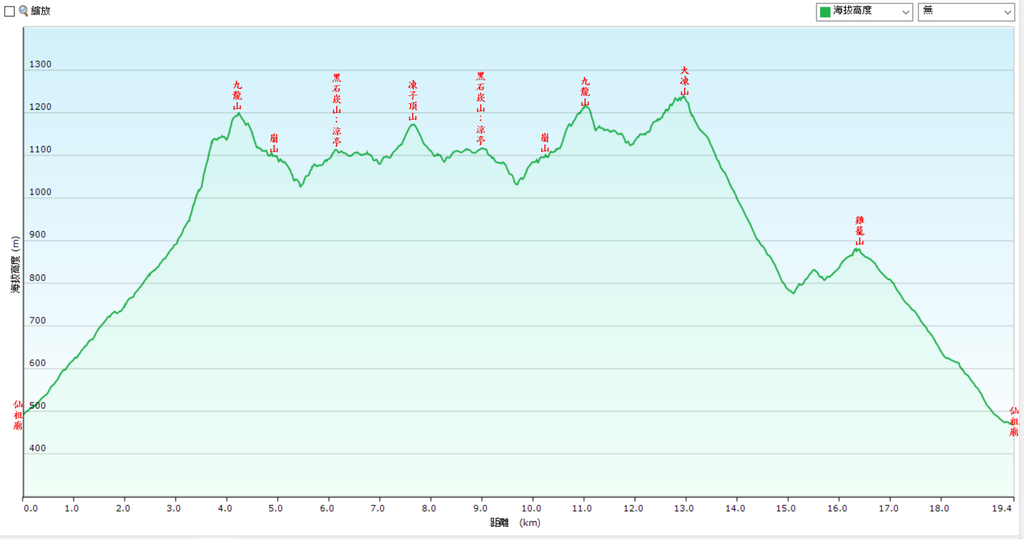 縮放
海拔高度
無
九龍山
崩山
黑石崁山:涼亭
凍子頂山
黑石崁山:涼亭
崩山
九龍山
大凍山
雞籠山
仙祖廟
仙祖廟
海拔高度 (m)
1300
1200
1100
1000
900
800
700
600
500
400
0.0 1.0 2.0 3.0 4.0 5.0 6.0 7.0 8.0 9.0 10.0 11.0 12.0 13.0 14.0 15.0 16.0 17.0 18.0 19.4
距離 (km)